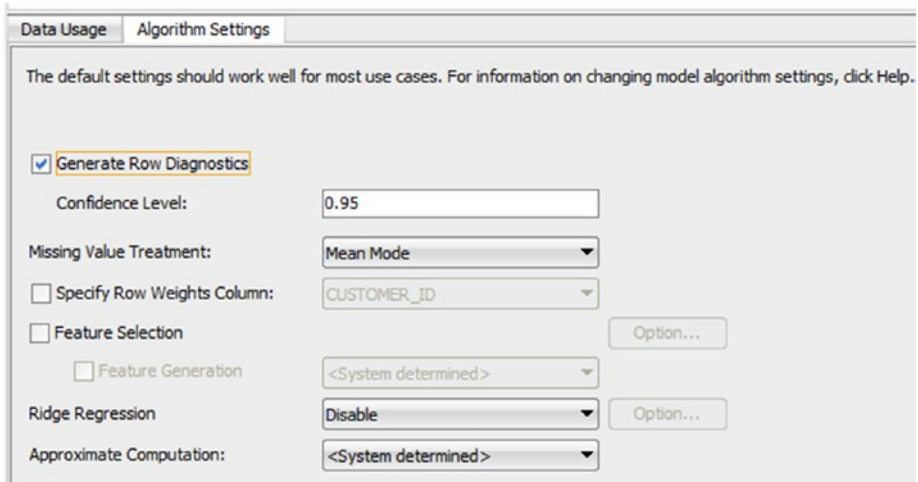 Data Usage Algorithm Settings
The default settings should work well for most use cases. For information on changing model algorithm settings, click Help.
Generate Row Diagnostics
Confidence Level: 0.95
Missing Value Treatment: Mean Mode
Specify Row Weights Column: CUSTOMER_ID
Feature Selection Option...
Feature Generation <System determined>
Ridge Regression Disable Option...
Approximate Computation: <System determined>